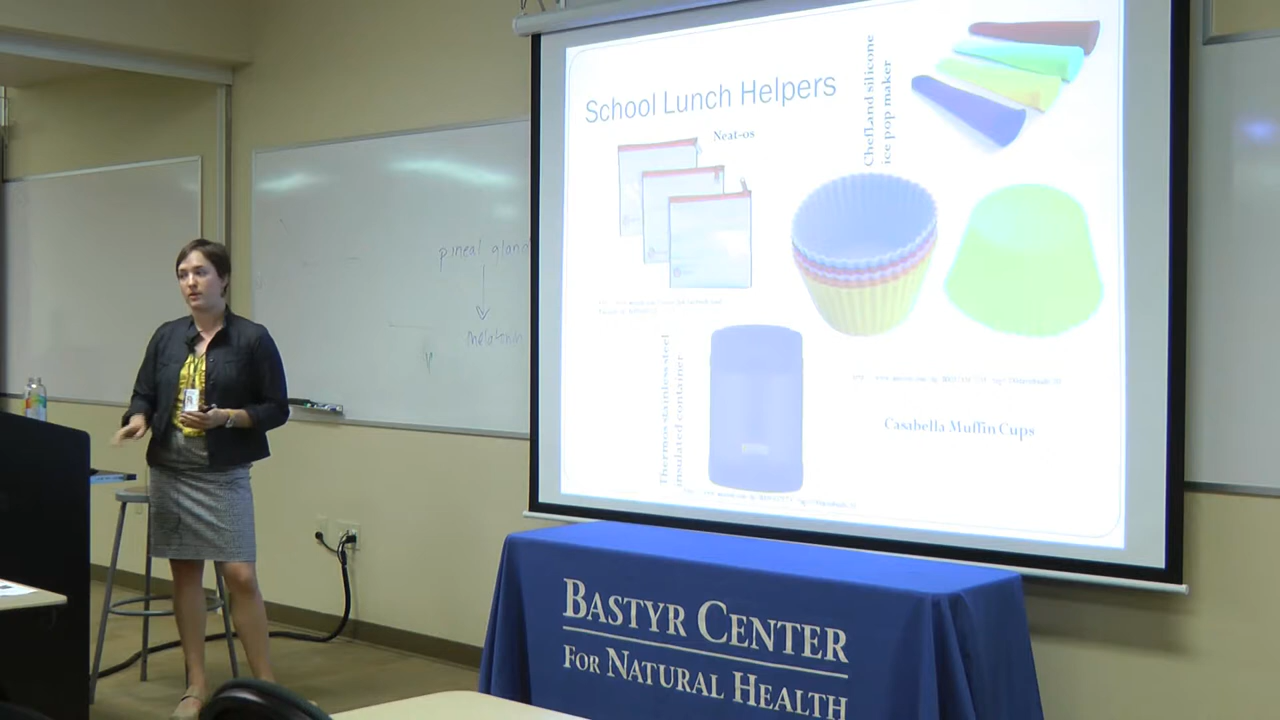 School Lunch Helpers
Neat-os
ChefLand silicone
ice pop maker
Thermos stainless steel
insulated container
Casabella Muffin Cups
pineal gland
melatonin
BASTYR CENTER
FOR NATURAL HEALTH